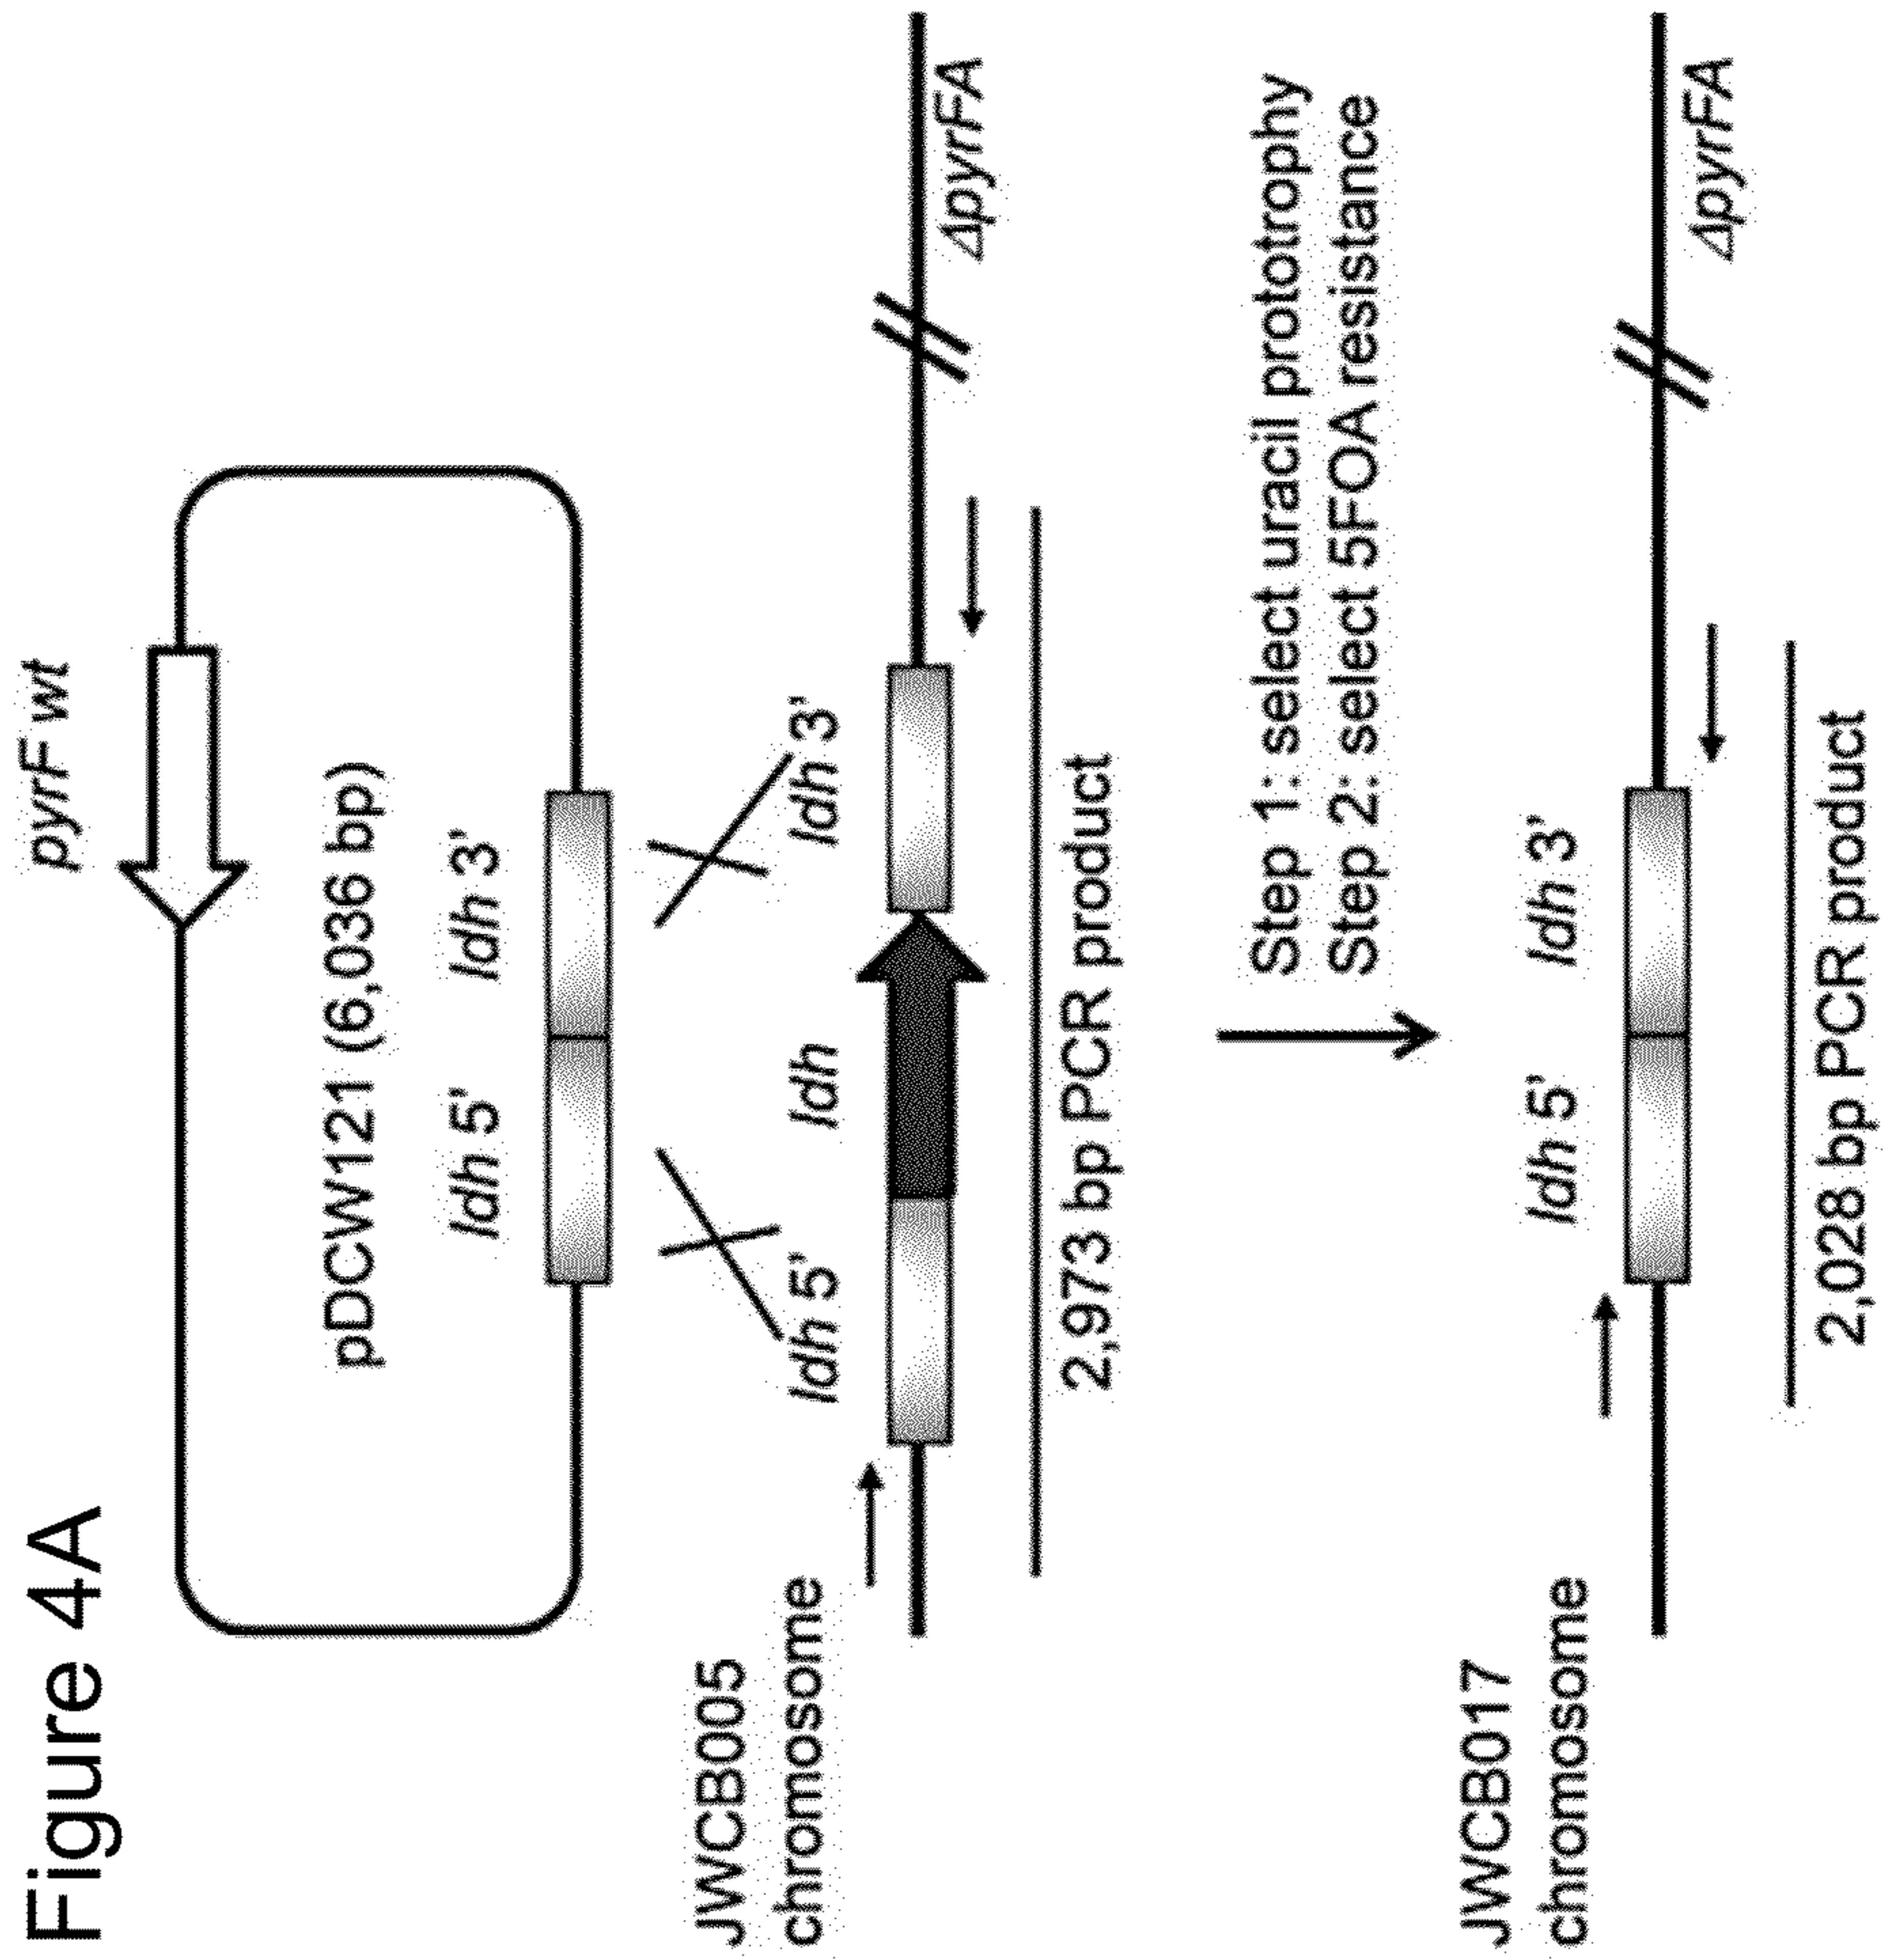 Figure 4A
pyrF wt
pDCW121 (6,036 bp)
ldh 5'
ldh 3'
JWCB005
chromosome
ldh 5'
ldh
ldh 3'
ΔpyrFA
2,973 bp PCR product
Step 1: select uracil prototrophy
Step 2: select 5FOA resistance
JWCB017
chromosome
ldh 5'
ldh 3'
ΔpyrFA
2,028 bp PCR product